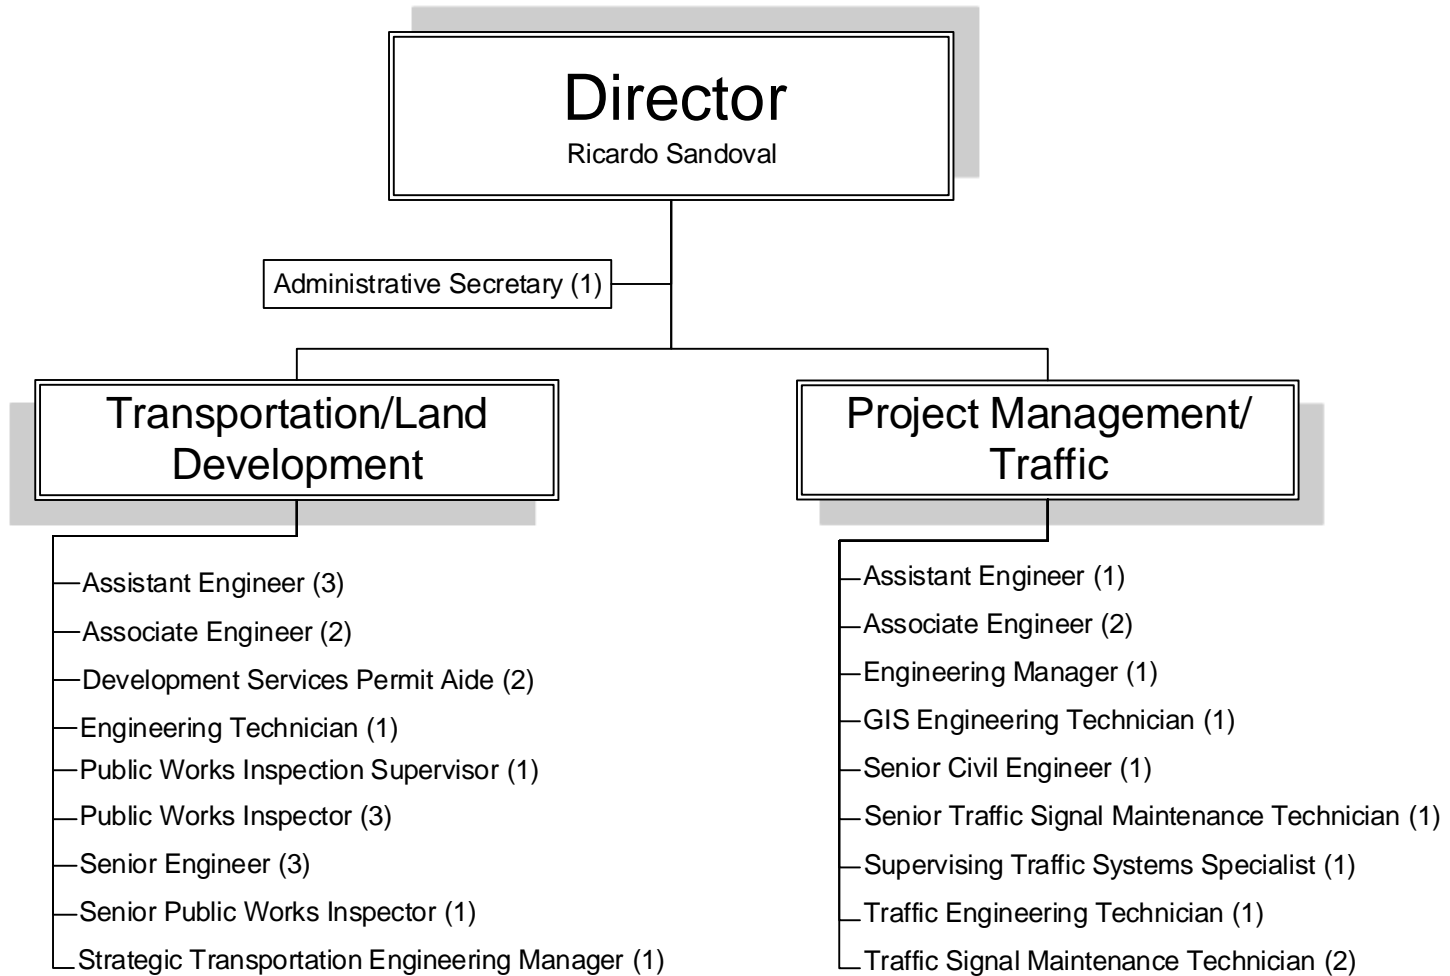 Director
Ricardo Sandoval
Administrative Secretary (1)
Transportation/Land
Development
Assistant Engineer (3)
Associate Engineer (2)
Development Services Permit Aide (2)
Engineering Technician (1)
Public Works Inspection Supervisor (1)
Public Works Inspector (3)
Senior Engineer (3)
Senior Public Works Inspector (1)
Strategic Transportation Engineering Manager (1)
Project Management/
Traffic
Assistant Engineer (1)
Associate Engineer (2)
Engineering Manager (1)
GIS Engineering Technician (1)
Senior Civil Engineer (1)
Senior Traffic Signal Maintenance Technician (1)
Supervising Traffic Systems Specialist (1)
Traffic Engineering Technician (1)
Traffic Signal Maintenance Technician (2)